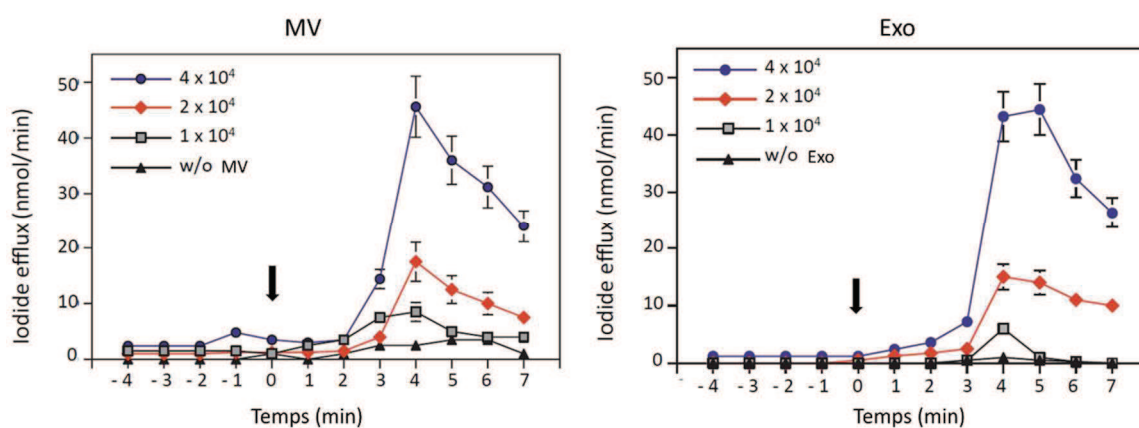 MV
50
40
30
20
10
0
4 x 10⁴
2 x 10⁴
1 x 10⁴
w/o MV
Iodide efflux (nmol/min)
- 4 - 3 - 2 - 1 0 1 2 3 4 5 6 7
Temps (min)
Exo
50
40
30
20
10
0
4 x 10⁴
2 x 10⁴
1 x 10⁴
w/o Exo
Iodide efflux (nmol/min)
- 4 - 3 - 2 - 1 0 1 2 3 4 5 6 7
Temps (min)